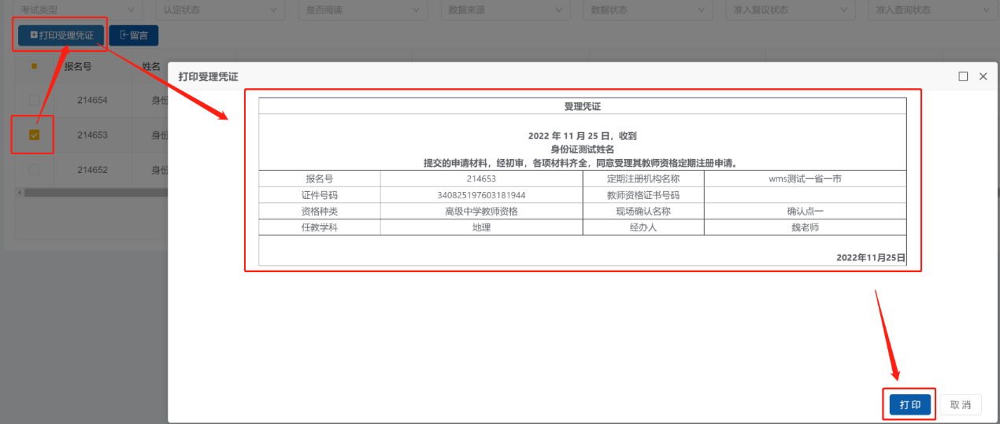 考试类型 认定状态 是否阅读 数据来源 数据状态 准入复议状态 准入查询状态
打印受理凭证 留言
报名号 姓名
打印受理凭证
214654 身份
214653 身份
214652 身份
受理凭证
2022 年 11 月 25 日，收到
身份证测试姓名
提交的申请材料，经初审，各项材料齐全，同意受理其教师资格定期注册申请。
报名号 214653 定期注册机构名称 wms测试一省一市
证件号码 340825197603181944 教师资格证书号码
资格种类 高级中学教师资格 现场确认名称 确认点一
任教学科 地理 经办人 魏老师
2022年11月25日
打 印 取 消